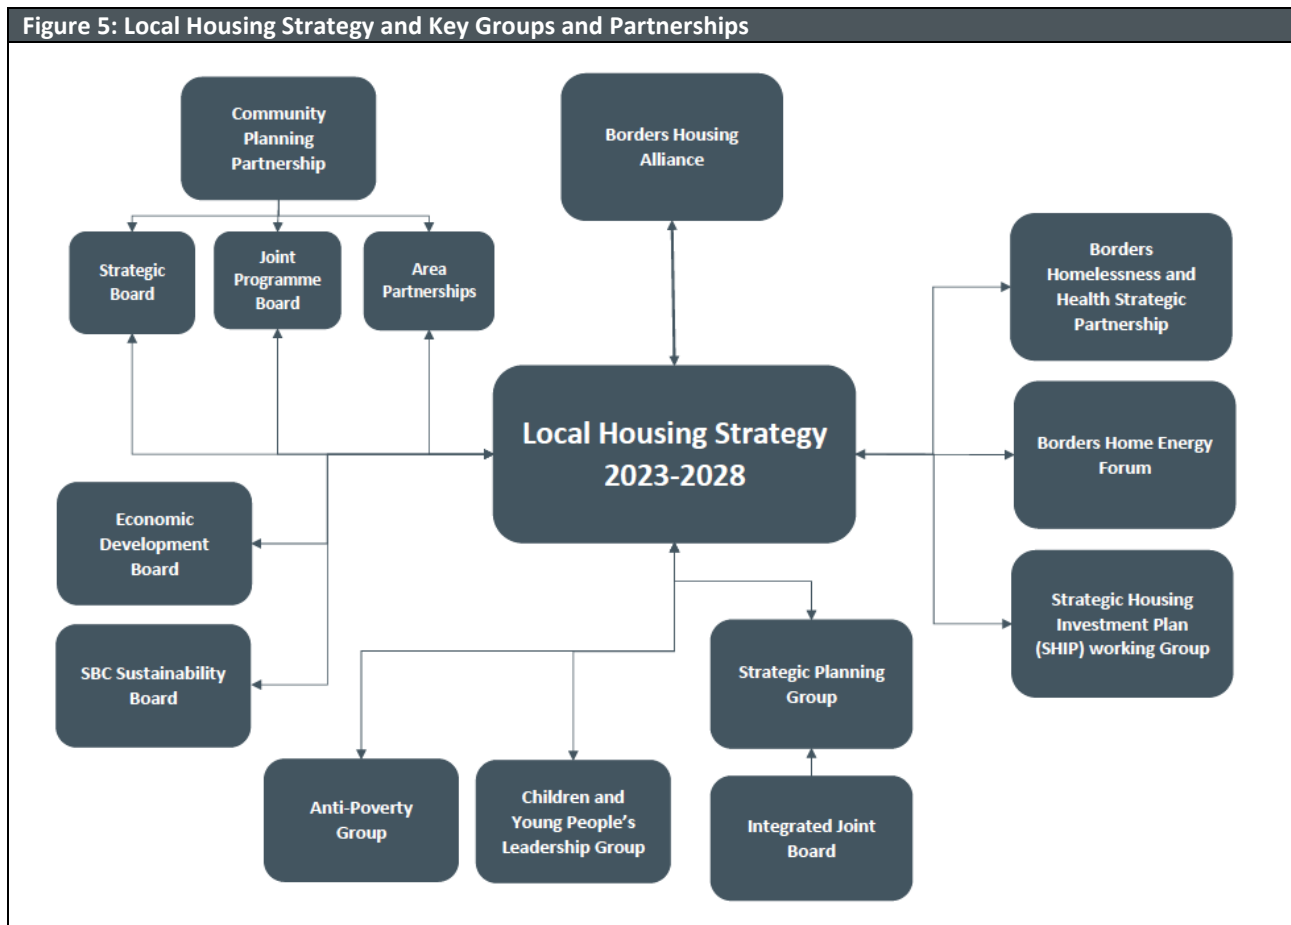 Figure 5: Local Housing Strategy and Key Groups and Partnerships
Community
Planning
Partnership
Borders Housing
Alliance
Strategic
Board
Joint
Programme
Board
Area
Partnerships
Borders
Homelessness and
Health Strategic
Partnership
Local Housing Strategy
2023-2028
Borders Home Energy
Forum
Economic
Development
Board
Strategic Housing
Investment Plan
(SHIP) working Group
SBC Sustainability
Board
Strategic Planning
Group
Anti-Poverty
Group
Children and
Young People’s
Leadership Group
Integrated Joint
Board